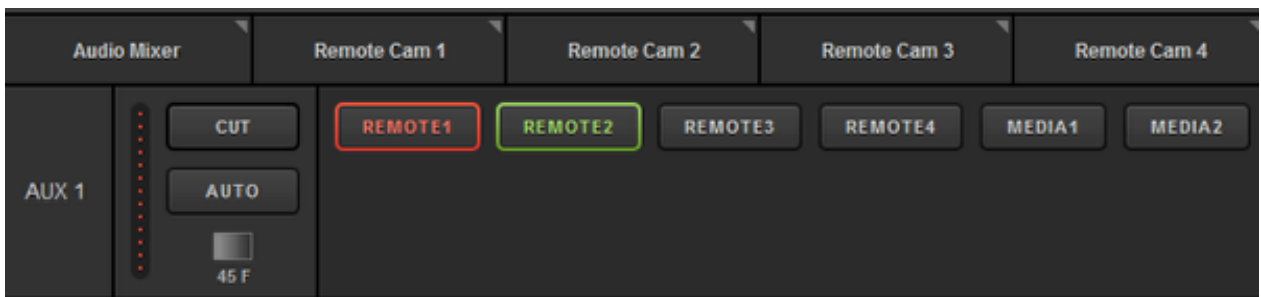 Audio Mixer Remote Cam 1 Remote Cam 2 Remote Cam 3 Remote Cam 4
CUT REMOTE1 REMOTE2 REMOTE3 REMOTE4 MEDIA1 MEDIA2
AUX 1 AUTO
45 F